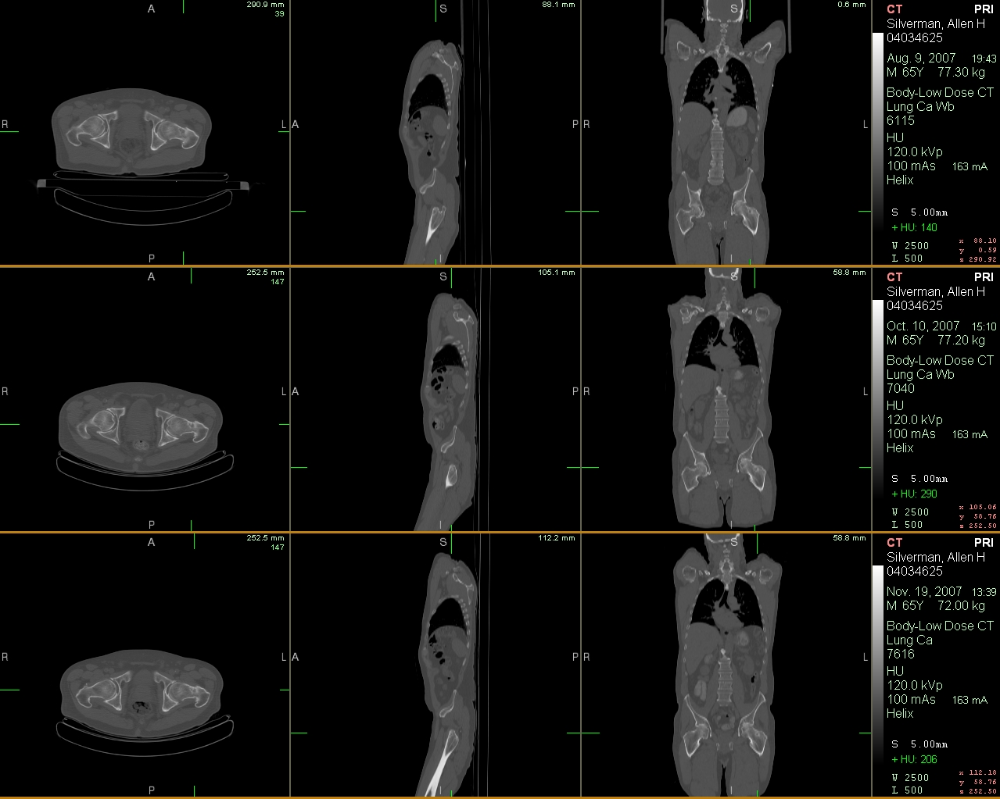 A
290.9 mm
39
S
88.1 mm
S
0.6 mm
R
L
A
P
R
L
P
I
I
CT
PRI
Silverman, Allen H
04034625
Aug. 9, 2007 19:43
M 65Y 77.30 kg
Body-Low Dose CT
Lung Ca Wb
6115
HU
120.0 kVp
100 mAs 163 mA
Helix
S 5.00mm
+ HU: 140
W 2500
L 500
x 88.10
y 0.59
z 290.92
A
252.5 mm
147
S
105.1 mm
S
58.8 mm
R
L
A
P
R
L
P
I
I
CT
PRI
Silverman, Allen H
04034625
Oct. 10, 2007 15:10
M 65Y 77.20 kg
Body-Low Dose CT
Lung Ca Wb
7040
HU
120.0 kVp
100 mAs 163 mA
Helix
S 5.00mm
+ HU: 290
W 2500
L 500
x 105.06
y 58.76
z 252.50
A
252.5 mm
147
S
112.2 mm
S
58.8 mm
R
L
A
P
R
L
P
I
I
CT
PRI
Silverman, Allen H
04034625
Nov. 19, 2007 13:39
M 65Y 72.00 kg
Body-Low Dose CT
Lung Ca
7616
HU
120.0 kVp
100 mAs 163 mA
Helix
S 5.00mm
+ HU: 206
W 2500
L 500
x 112.18
y 58.76
z 252.50